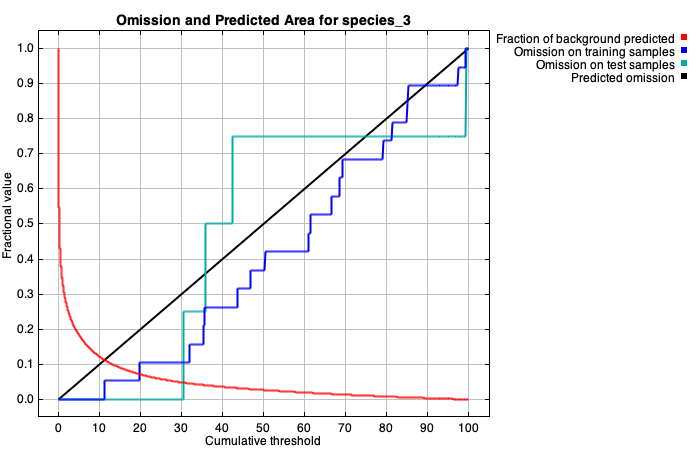 Omission and Predicted Area for species_3
Fraction of background predicted
Omission on training samples
Omission on test samples
Predicted omission
Fractional value
1.0
0.9
0.8
0.7
0.6
0.5
0.4
0.3
0.2
0.1
0.0
0 10 20 30 40 50 60 70 80 90 100
Cumulative threshold